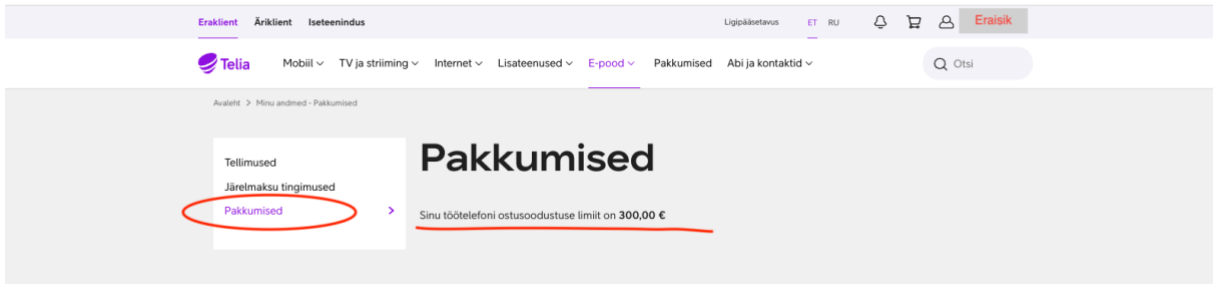 Eraklient Äriklient Iseteenindus Ligipääsetavus ET RU Eraisik
Telia Mobiil TV ja striiming Internet Lisateenused E-pood Pakkumised Abi ja kontaktid Otsi
Avaleht > Minu andmed - Pakkumised
Tellimused
Järelmaksu tingimused
Pakkumised >
Pakkumised
Sinu töötelefoni ostusoodustuse limiit on 300,00 €